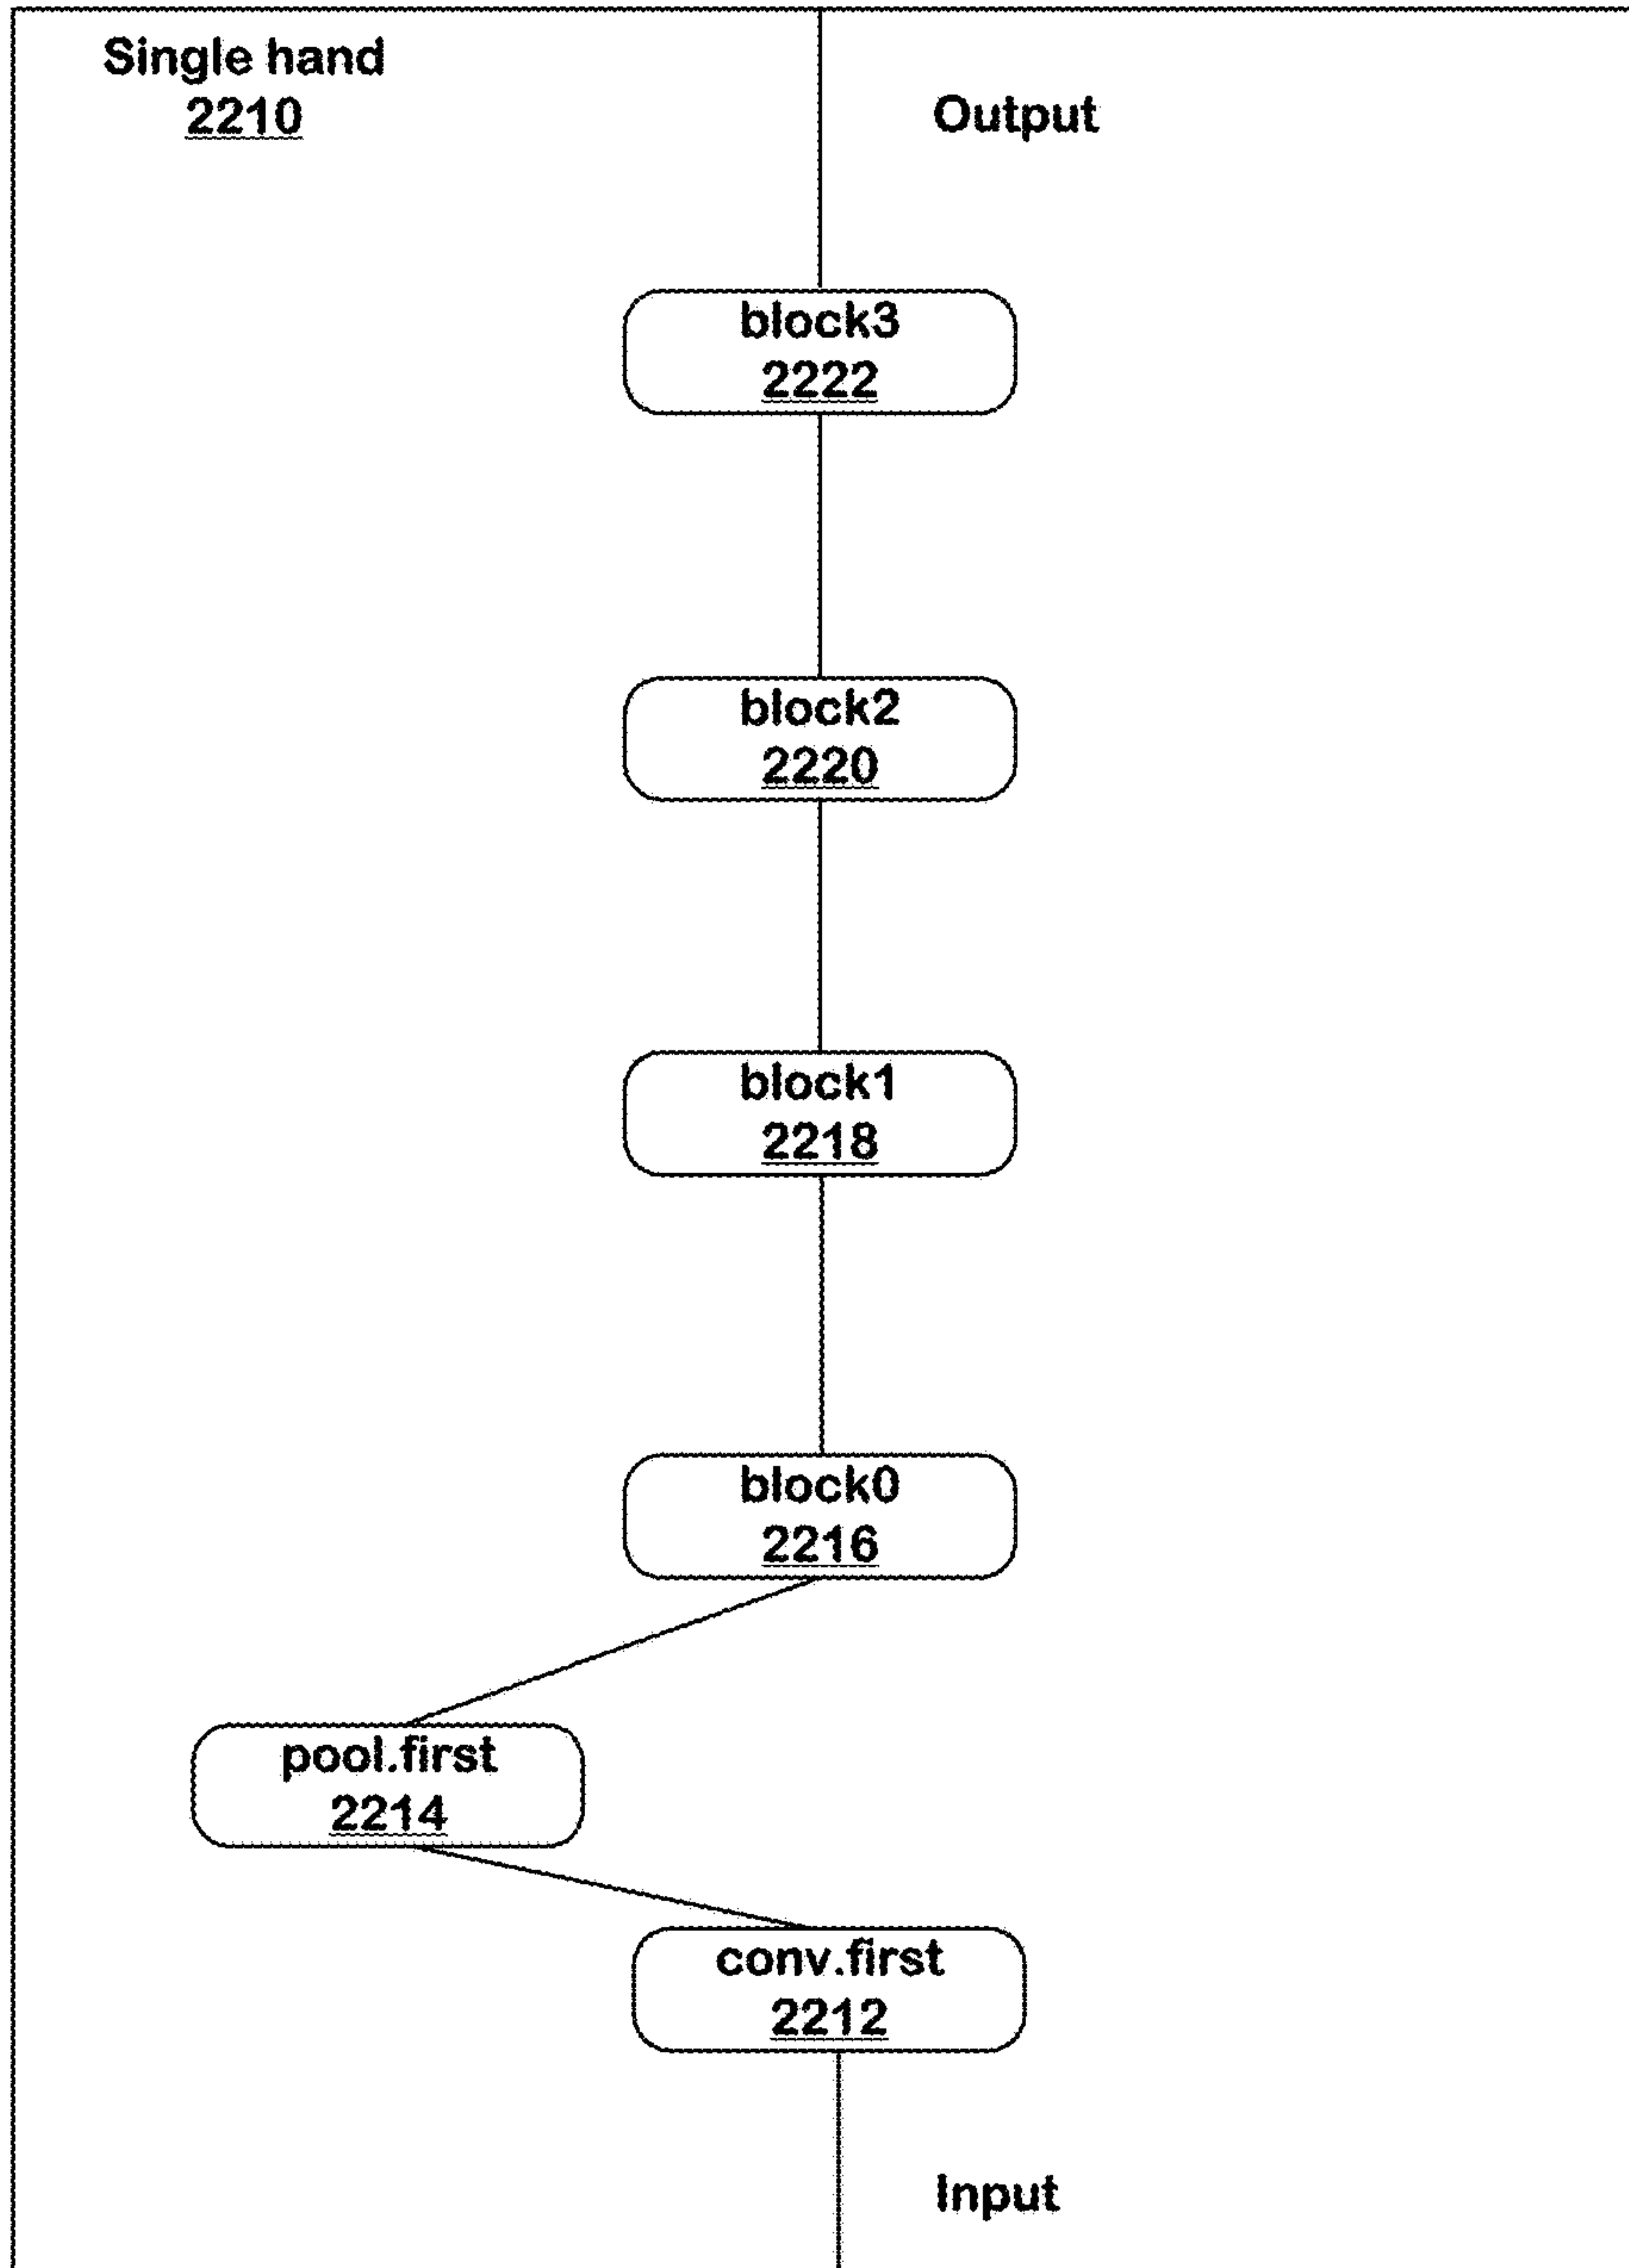 Single hand
2210
Output
block3
2222
block2
2220
block1
2218
block0
2216
pool.first
2214
conv.first
2212
Input